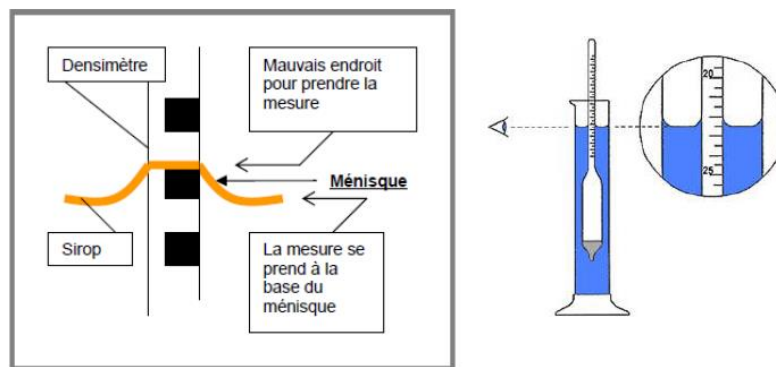 Densimètre
Mauvais endroit
pour prendre la
mesure
Ménisque
Sirop
La mesure se
prend à la
base du
ménisque
20
25